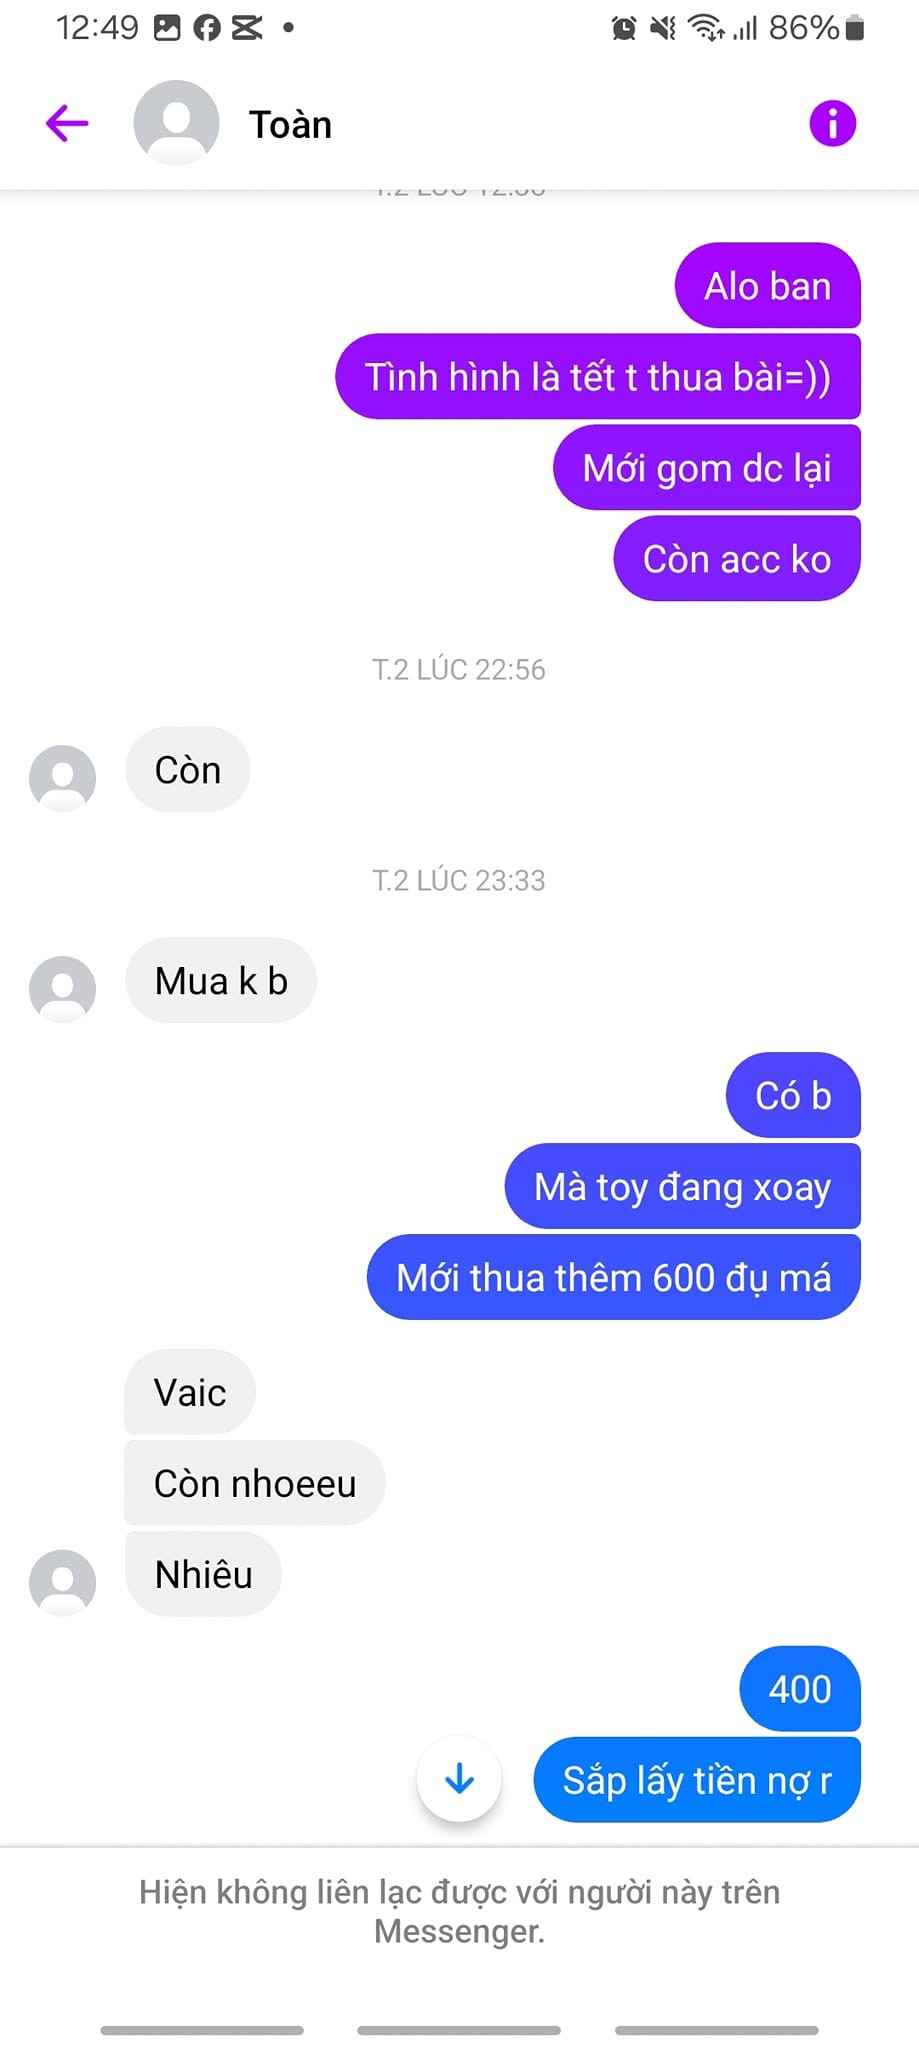 12:49
86%
Toàn
Alo ban
Tình hình là tết t thua bài=))
Mới gom dc lại
Còn acc ko
T.2 LÚC 22:56
Còn
T.2 LÚC 23:33
Mua k b
Có b
Mà toy đang xoay
Mới thua thêm 600 đụ má
Vaic
Còn nhoeeu
Nhiêu
400
Sắp lấy tiền nợ r
Hiện không liên lạc được với người này trên
Messenger.